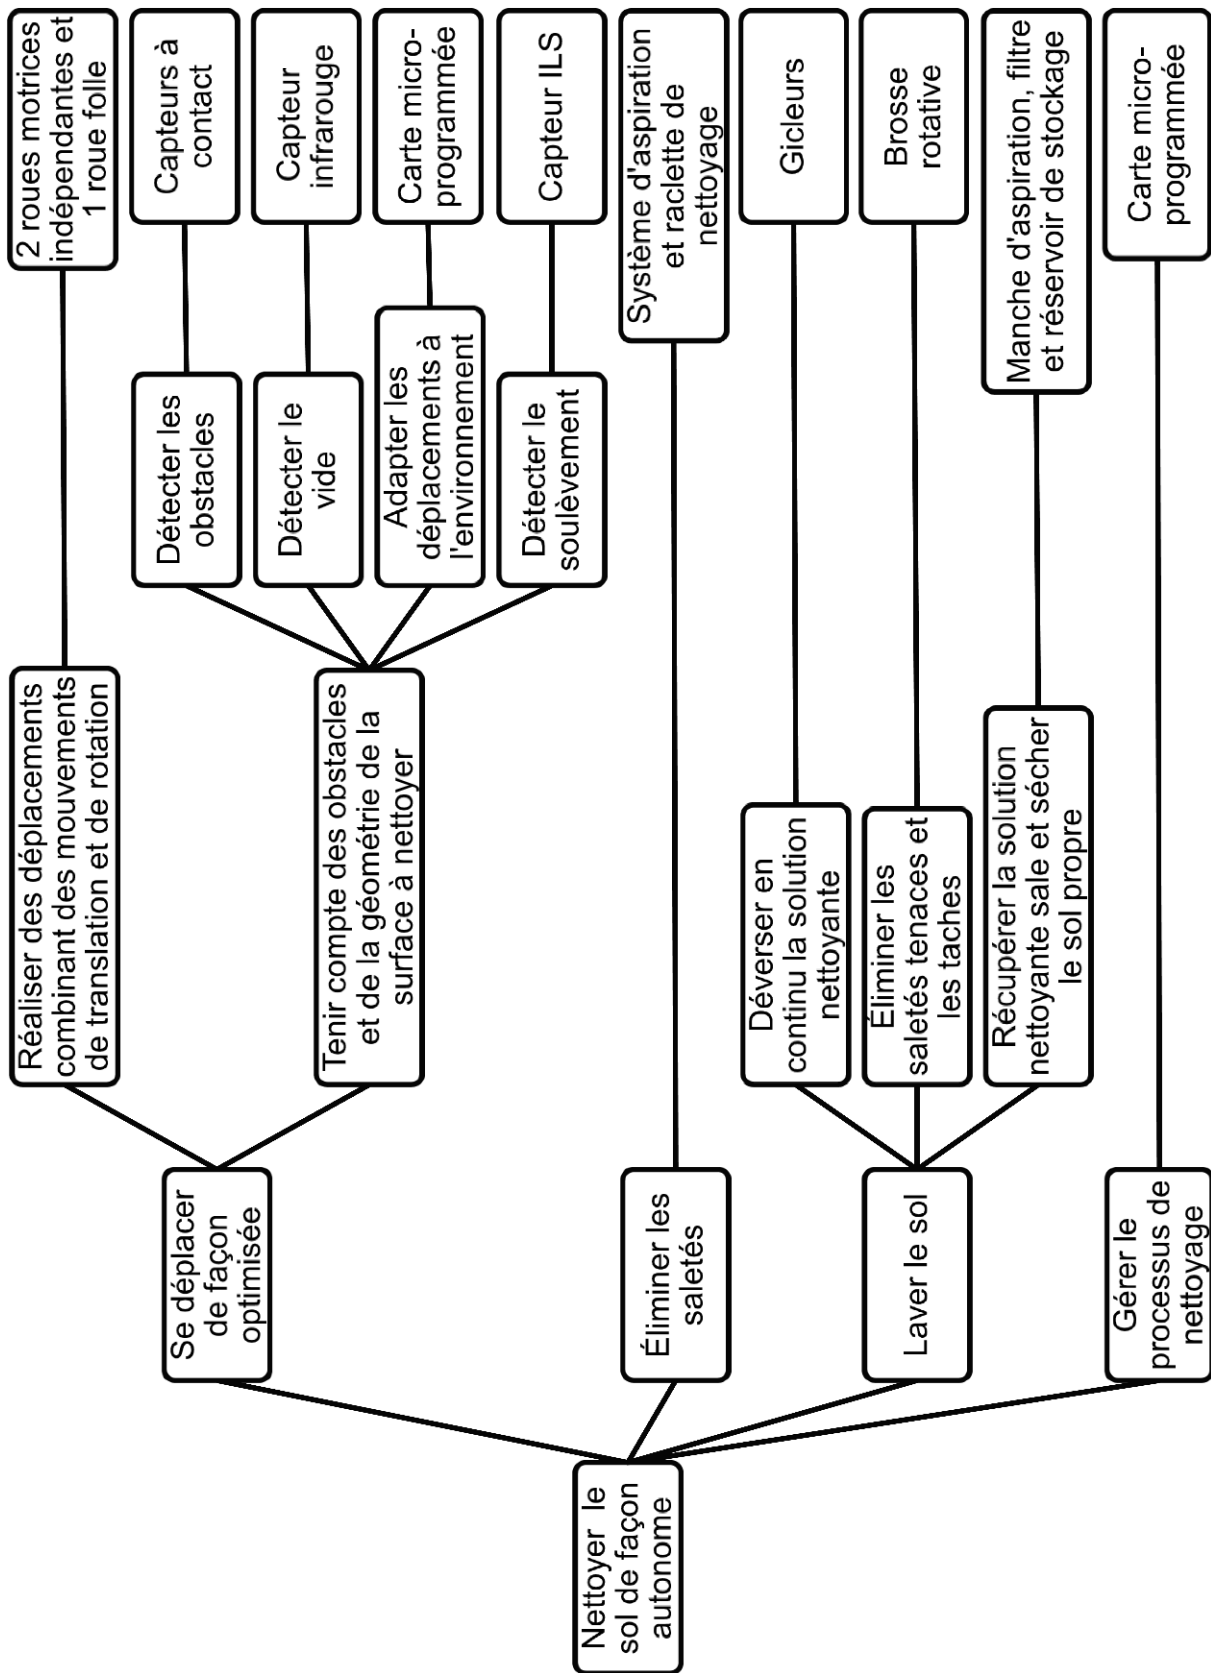 Nettoyer le
sol de façon
autonome
Se déplacer
de façon
optimisée
Réaliser des déplacements
combinant des mouvements
de translation et de rotation
2 roues motrices
indépendantes et
1 roue folle
Tenir compte des obstacles
et de la géométrie de la
surface à nettoyer
Détecter les
obstacles
Capteurs à
contact
Détecter le
vide
Capteur
infrarouge
Adapter les
déplacements à
l'environnement
Carte micro-
programmée
Détecter le
soulèvement
Capteur ILS
Éliminer les
saletés
Système d'aspiration
et raclette de
nettoyage
Laver le sol
Déverser en
continu la solution
nettoyante
Gicleurs
Éliminer les
saletés tenaces et
les taches
Brosse
rotative
Récupérer la solution
nettoyante sale et sécher
le sol propre
Manche d'aspiration, filtre
et réservoir de stockage
Gérer le
processus de
nettoyage
Carte micro-
programmée